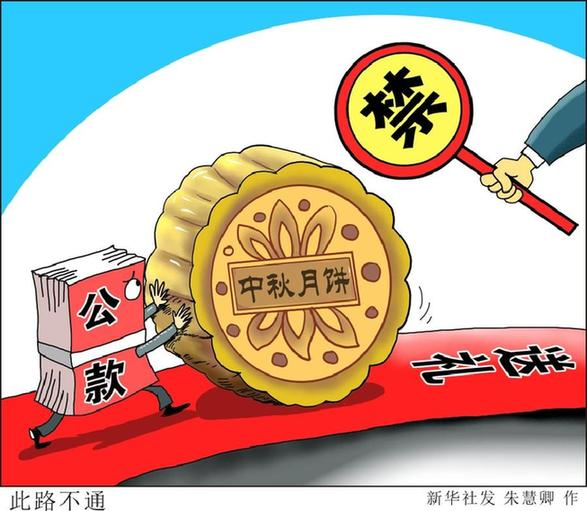 禁
中秋月饼
公款
送礼
此路不通
新华社发 朱慧卿 作